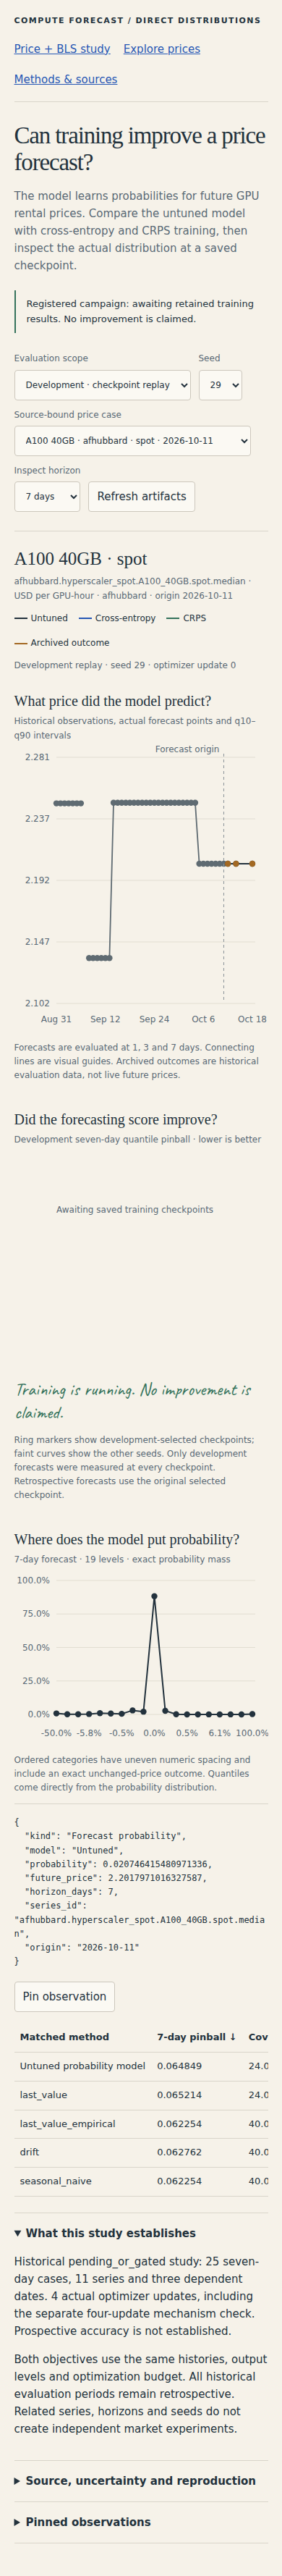 COMPUTE FORECAST / DIRECT DISTRIBUTIONS
Price + BLS study Explore prices
Methods & sources
Can training improve a price
forecast?
The model learns probabilities for future GPU
rental prices. Compare the untuned model
with cross-entropy and CRPS training, then
inspect the actual distribution at a saved
checkpoint.
Registered campaign: awaiting retained training
results. No improvement is claimed.
Evaluation scope Seed
Development · checkpoint replay 29
Source-bound price case
A100 40GB · afhubbard · spot · 2026-10-11
Inspect horizon
7 days Refresh artifacts
A100 40GB · spot
afhubbard.hyperscaler_spot.A100_40GB.spot.median ·
USD per GPU-hour · afhubbard · origin 2026-10-11
Untuned Cross-entropy CRPS
Archived outcome
Development replay · seed 29 · optimizer update 0
What price did the model predict?
Historical observations, actual forecast points and q10–
q90 intervals
Forecast origin
2.281
2.237
2.192
2.147
2.102
Aug 31 Sep 12 Sep 24 Oct 6 Oct 18
Forecasts are evaluated at 1, 3 and 7 days. Connecting
lines are visual guides. Archived outcomes are historical
evaluation data, not live future prices.
Did the forecasting score improve?
Development seven-day quantile pinball · lower is better
Awaiting saved training checkpoints
Training is running. No improvement is
claimed.
Ring markers show development-selected checkpoints;
faint curves show the other seeds. Only development
forecasts were measured at every checkpoint.
Retrospective forecasts use the original selected
checkpoint.
Where does the model put probability?
7-day forecast · 19 levels · exact probability mass
100.0%
75.0%
50.0%
25.0%
0.0%
-50.0% -5.8% -0.5% 0.0% 0.5% 6.1% 100.0%
Ordered categories have uneven numeric spacing and
include an exact unchanged-price outcome. Quantiles
come directly from the probability distribution.
{
"kind": "Forecast probability",
"model": "Untuned",
"probability": 0.020746415480971336,
"future_price": 2.2017971016327587,
"horizon_days": 7,
"series_id":
"afhubbard.hyperscaler_spot.A100_40GB.spot.media
n",
"origin": "2026-10-11"
}
Pin observation
Matched method 7-day pinball ↓ Cov
Untuned probability model 0.064849 24.0
last_value 0.065214 24.0
last_value_empirical 0.062254 40.0
drift 0.062762 40.0
seasonal_naive 0.062254 40.0
▼ What this study establishes
Historical pending_or_gated study: 25 seven-
day cases, 11 series and three dependent
dates. 4 actual optimizer updates, including
the separate four-update mechanism check.
Prospective accuracy is not established.
Both objectives use the same histories, output
levels and optimization budget. All historical
evaluation periods remain retrospective.
Related series, horizons and seeds do not
create independent market experiments.
▶ Source, uncertainty and reproduction
▶ Pinned observations